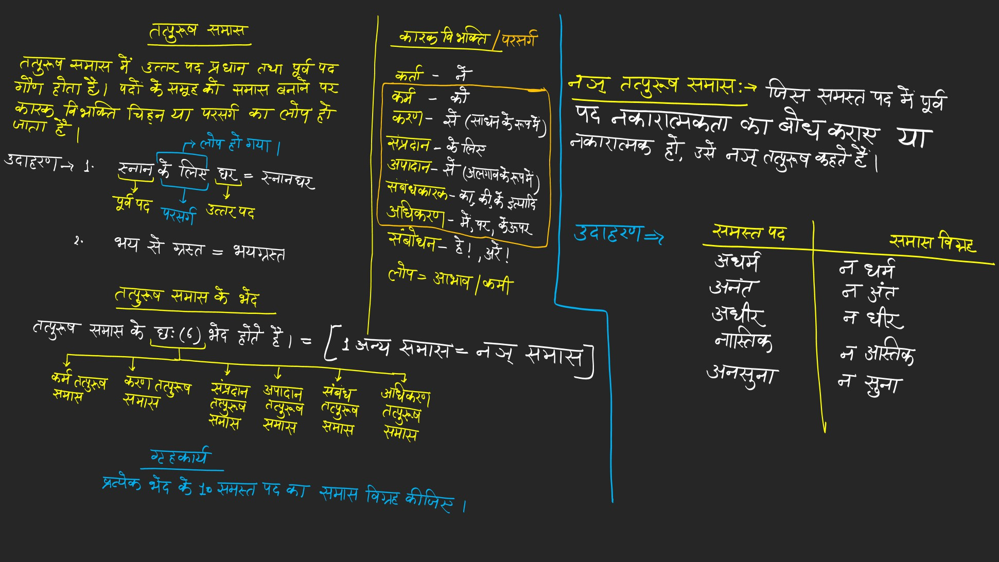 तत्पुरूष समास
तत्पुरूष समास में उत्तर पद प्रधान तथा पूर्व पद
गौण होता है। पदों के समूह को समास बनाने पर
कारक विभक्ति चिह्न या परसर्ग का लोप हो
जाता है।
→ लोप हो गया।
उदाहरण → 1. स्नान के लिए घर = स्नानघर
पूर्व पद परसर्ग उत्तर पद
2. भय से ग्रस्त = भयग्रस्त
तत्पुरूष समास के भेद
तत्पुरूष समास के छः (6) भेद होते है। = [1 अन्य समास = नञ् समास]
कर्म तत्पुरूष समास
करण तत्पुरूष समास
संप्रदान तत्पुरूष समास
अपादान तत्पुरूष समास
संबंध तत्पुरूष समास
अधिकरण तत्पुरूष समास
गृहकार्य
प्रत्येक भेद के 10 समस्त पद का समास विग्रह कीजिए।
कारक विभक्ति / परसर्ग
कर्ता - ने
कर्म - को
करण - से (साधन के रूप में)
संप्रदान - के लिए
अपादान - से (अलगाव के रूप में)
संबंधकारक - का, की, के इत्यादि
अधिकरण - में, पर, के ऊपर
संबोधन - हे!, अरे!
लोप = आभाव / कमी
नञ् तत्पुरूष समास :→ जिस समस्त पद में पूर्व
पद नकारात्मकता का बोध कराए या
नकारात्मक हो, उसे नञ् तत्पुरूष कहते हैं।
उदाहरण ⇒
समस्त पद समास विग्रह
अधर्म न धर्म
अनंत न अंत
अधीर न धीर
नास्तिक न अस्तिक
अनसुना न सुना